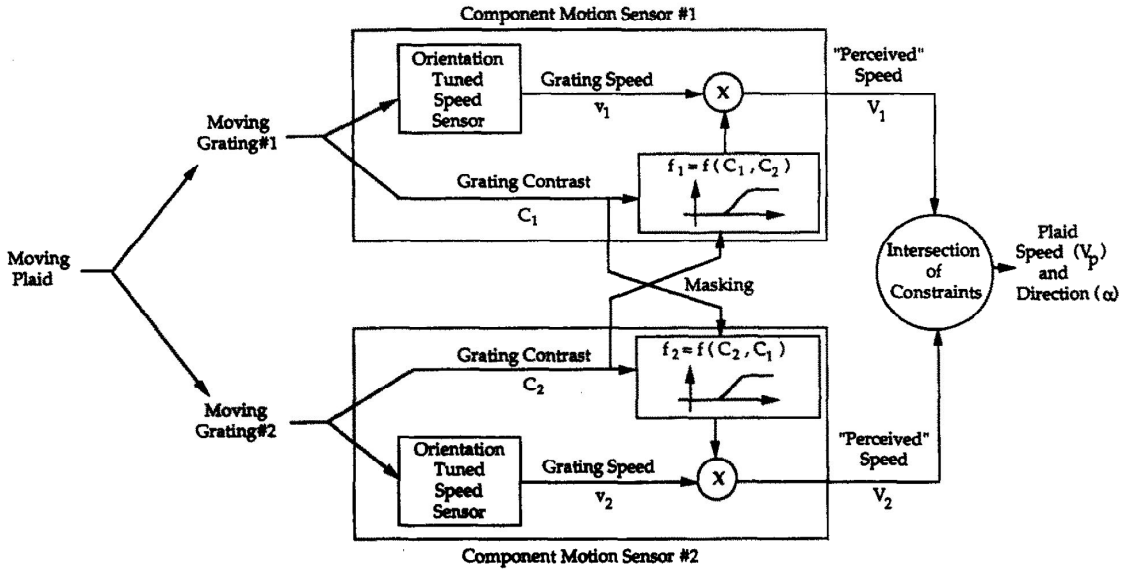 Component Motion Sensor #1
Orientation
Tuned
Speed
Sensor
Grating Speed
v1
X
"Perceived"
Speed
V1
Moving
Grating#1
f1=f(C1,C2)
Grating Contrast
C1
Moving
Plaid
Masking
Intersection
of
Constraints
Plaid
Speed (Vp)
and
Direction (α)
f2=f(C2,C1)
Grating Contrast
C2
Moving
Grating#2
Orientation
Tuned
Speed
Sensor
Grating Speed
v2
X
"Perceived"
Speed
V2
Component Motion Sensor #2